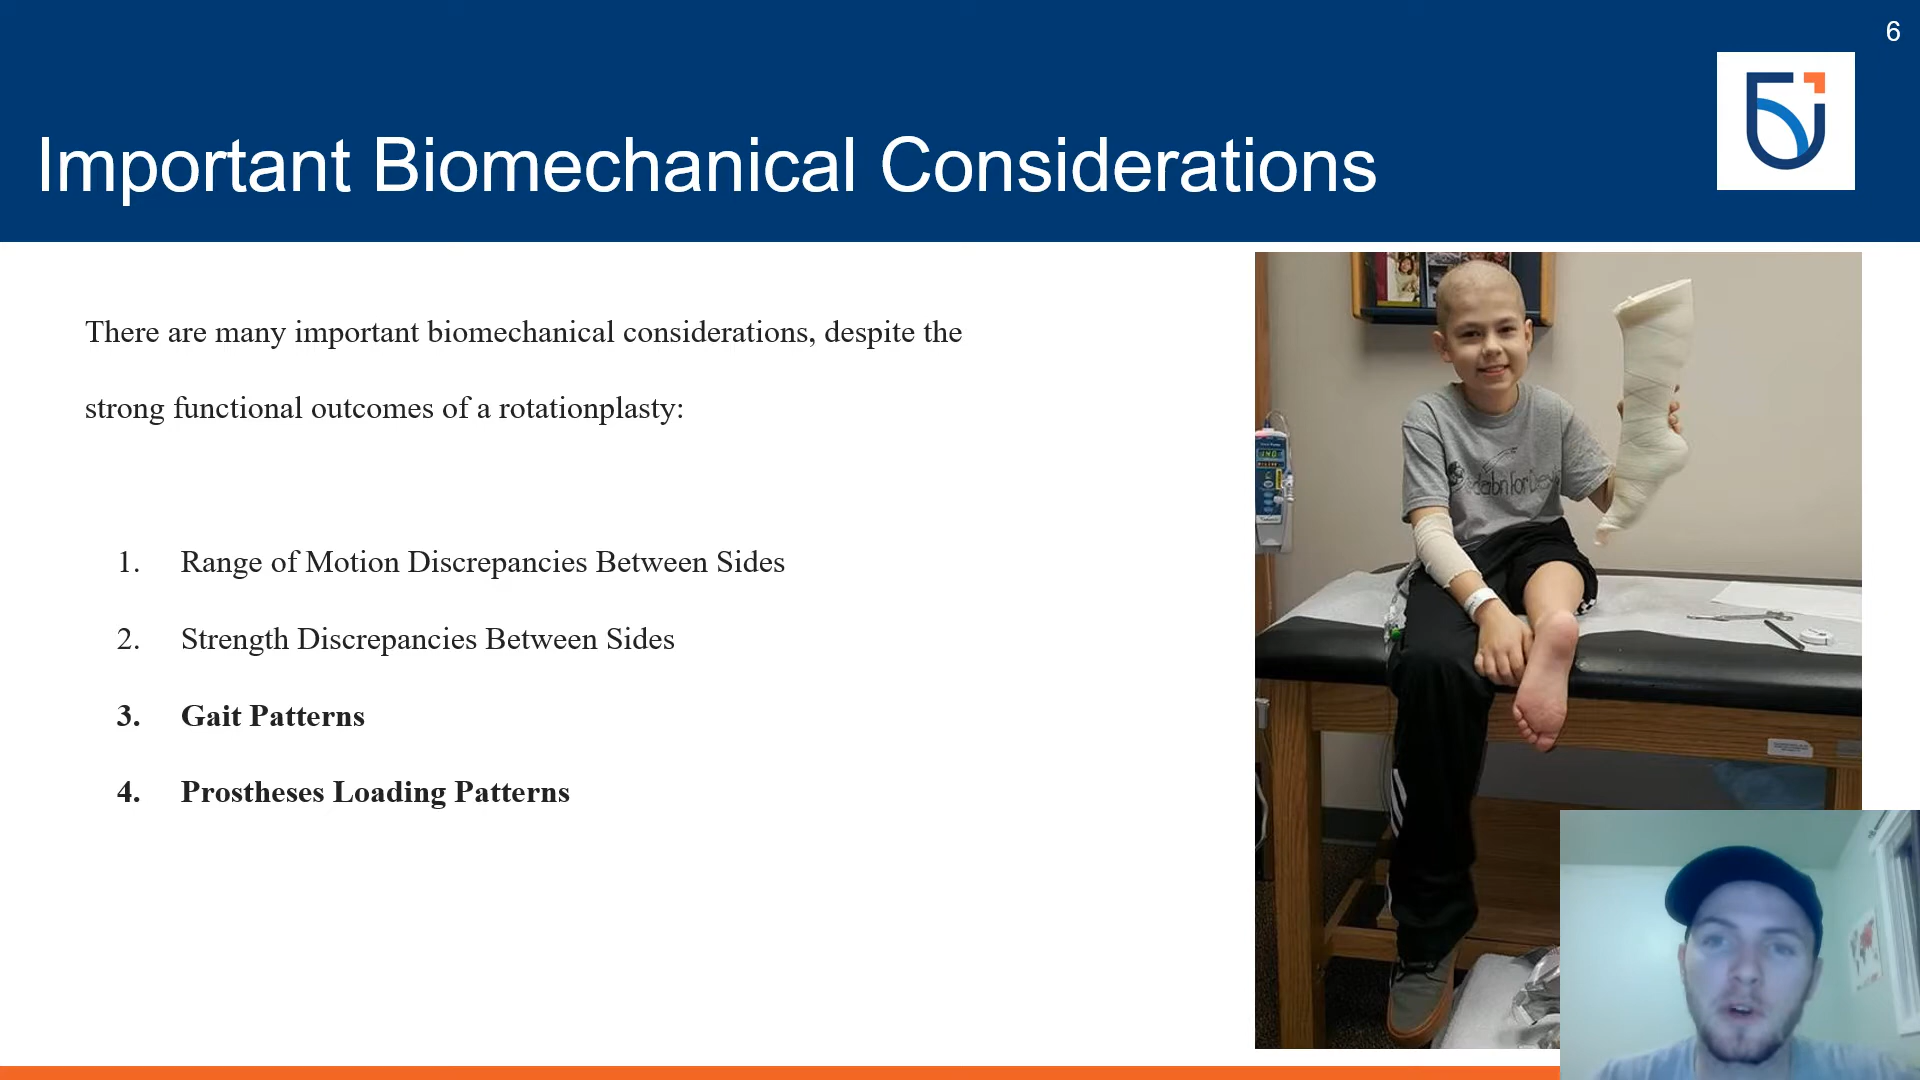 6
Important Biomechanical Considerations
There are many important biomechanical considerations, despite the
strong functional outcomes of a rotationplasty:
1. Range of Motion Discrepancies Between Sides
2. Strength Discrepancies Between Sides
3. Gait Patterns
4. Prostheses Loading Patterns